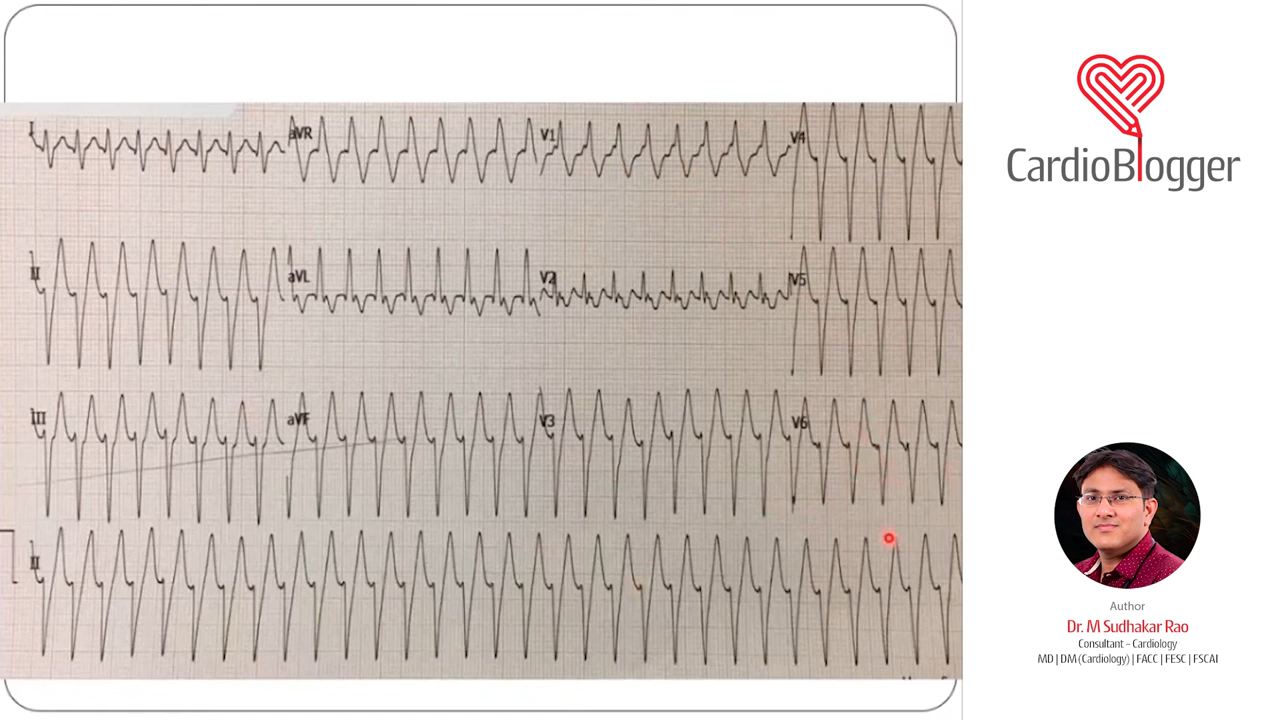 I
aVR
V1
V4
II
aVL
V2
V5
III
aVF
V3
V6
II
CardioBlogger
Author
Dr. M Sudhakar Rao
Consultant – Cardiology
MD | DM (Cardiology) | FACC | FESC | FSCAI